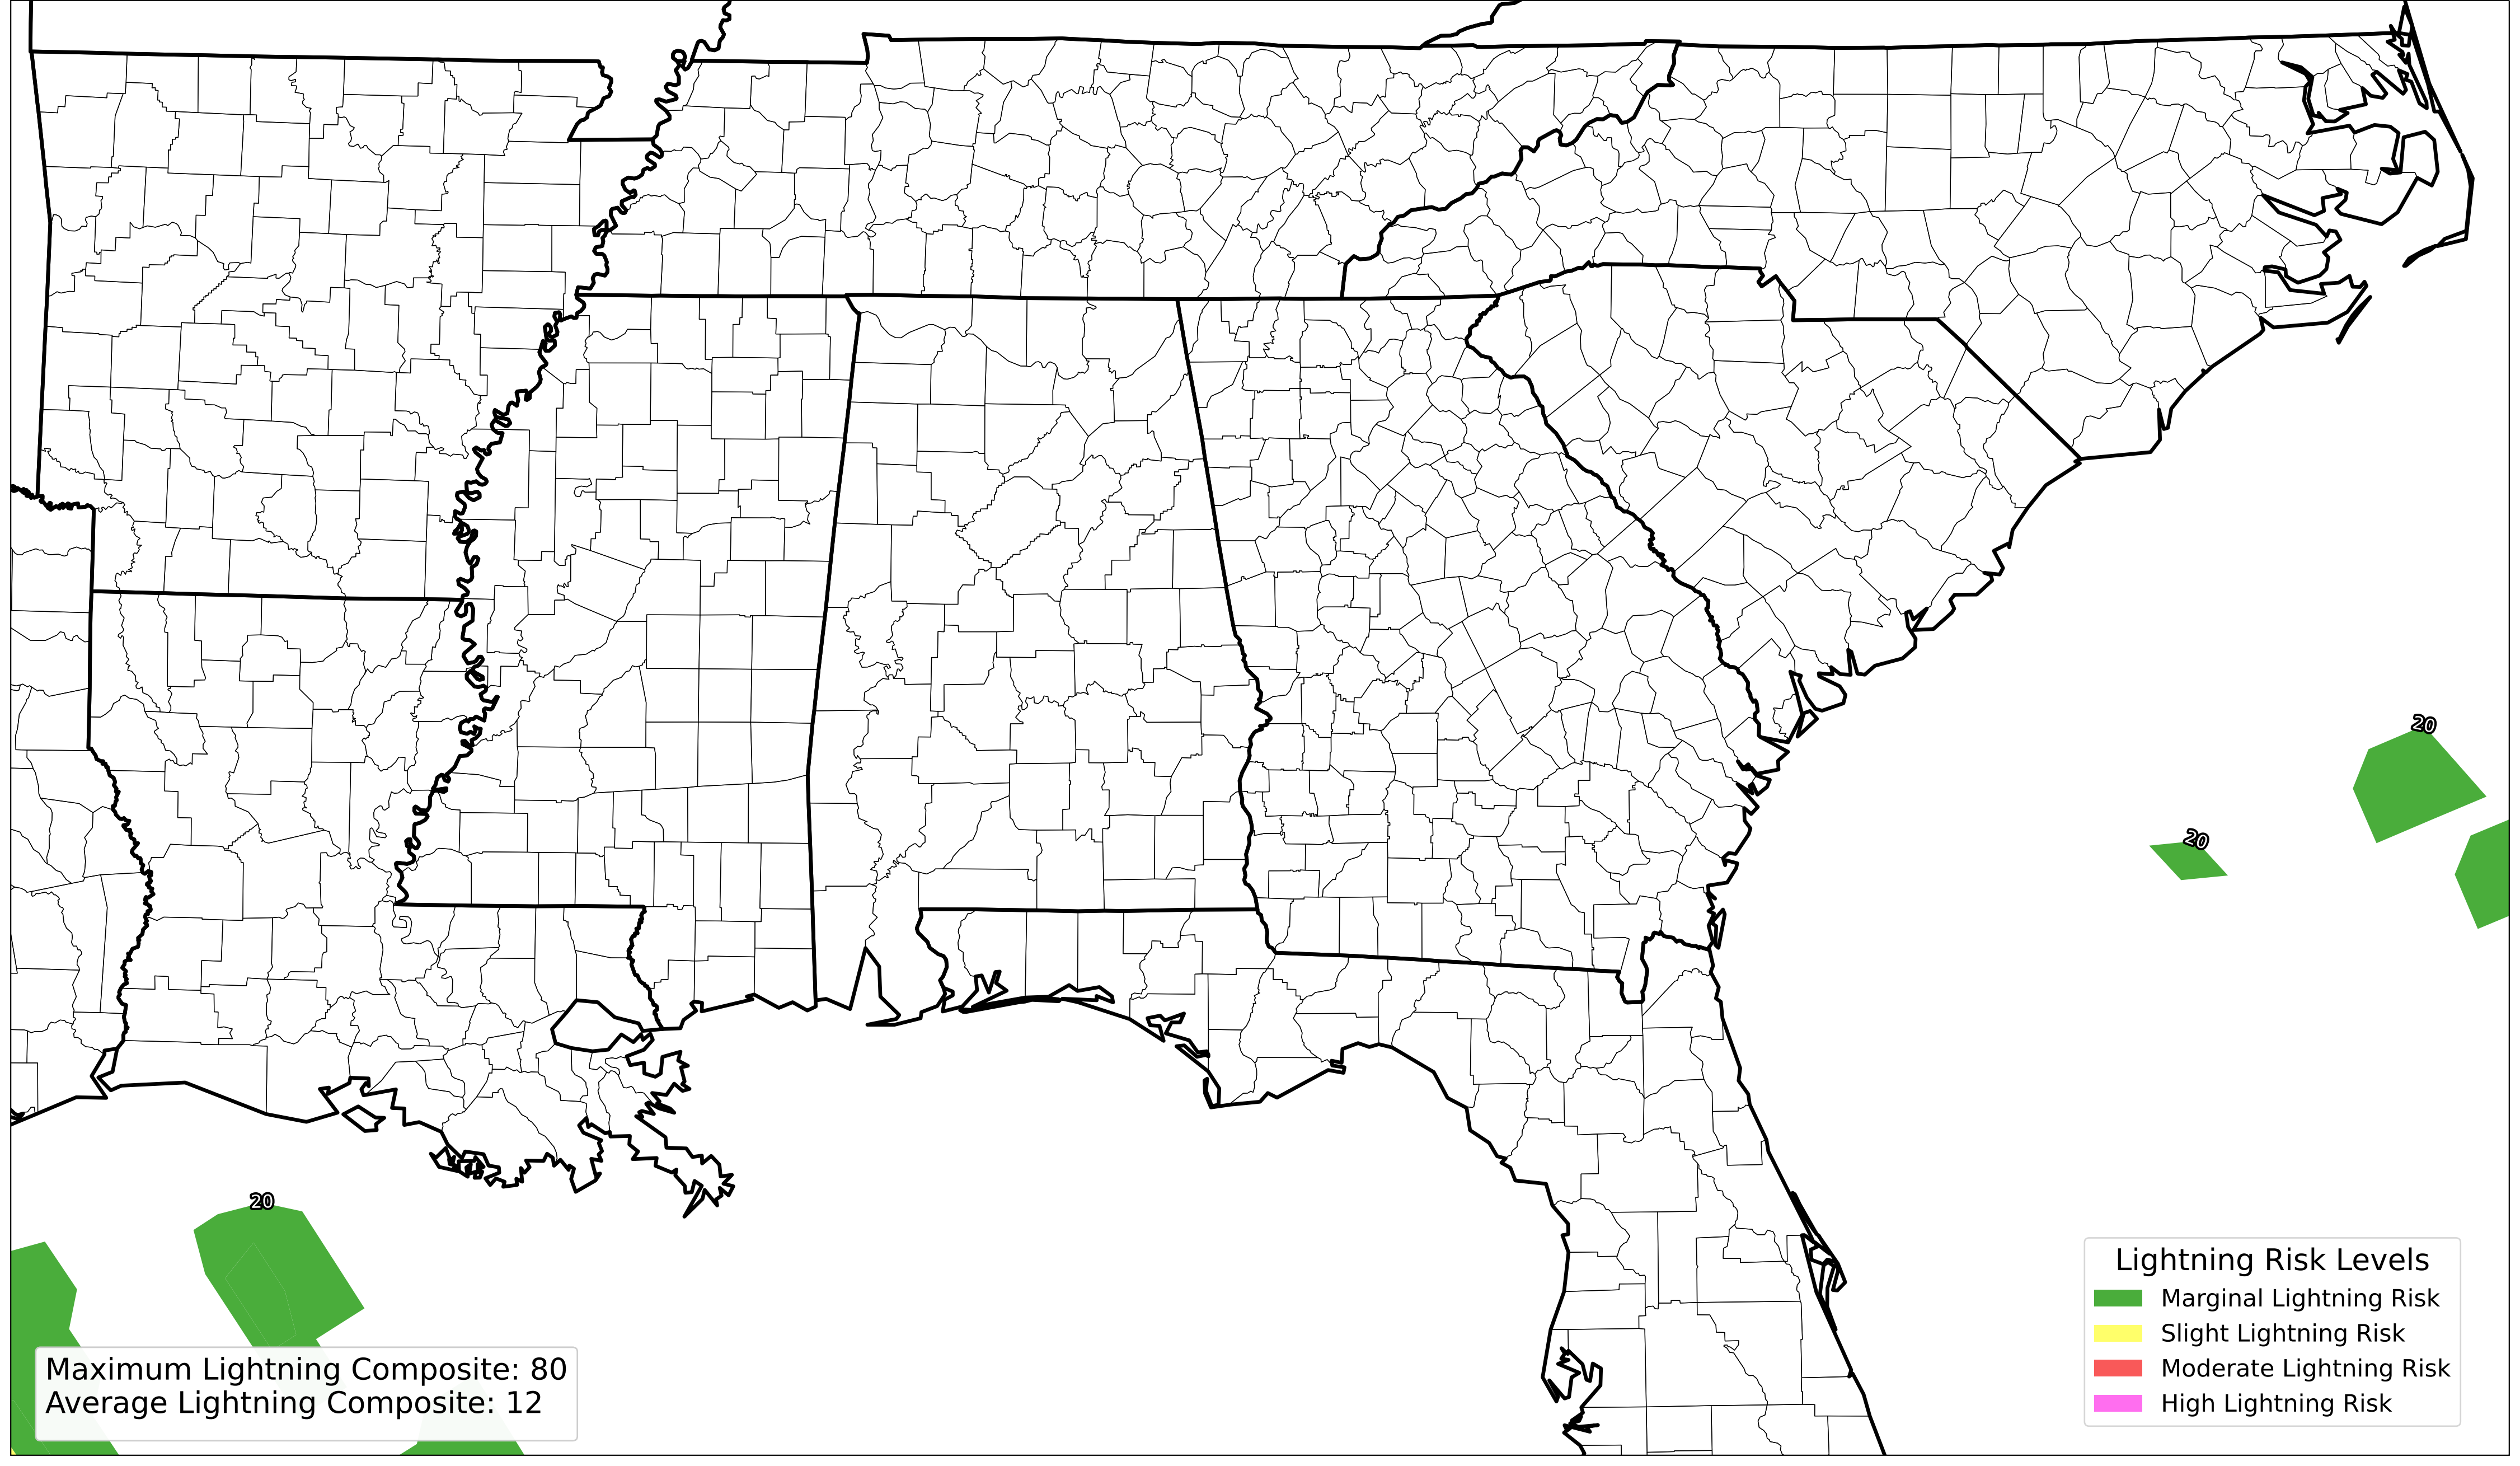 20
20
20
Lightning Risk Levels
Marginal Lightning Risk
Slight Lightning Risk
Moderate Lightning Risk
High Lightning Risk
Maximum Lightning Composite: 80
Average Lightning Composite: 12